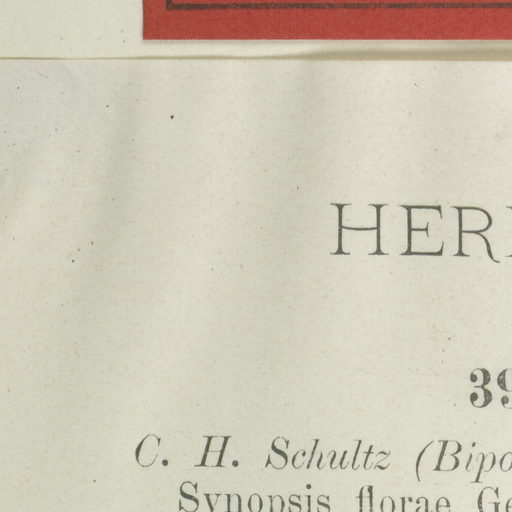 HER
39
C. H. Schultz (Bipo
Synopsis florae Ge